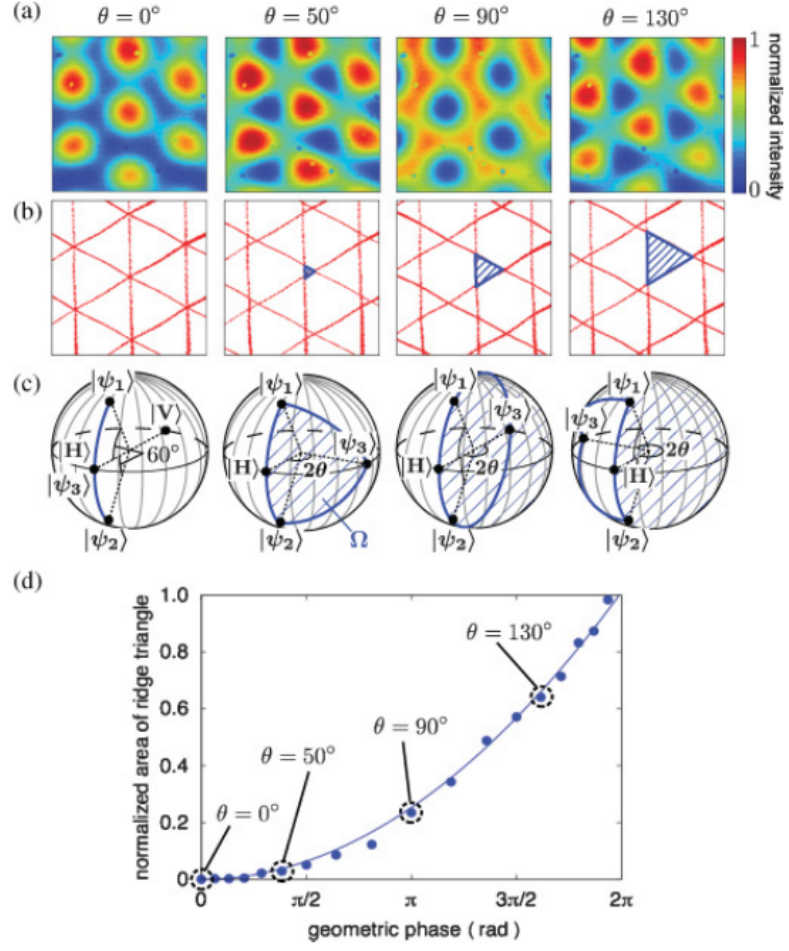 (a) θ = 0° θ = 50° θ = 90° θ = 130°
1
normalized intensity
0
(b)
(c)
|ψ₁⟩ |V⟩ |H⟩ 60° |ψ₃⟩ |ψ₂⟩
|ψ₁⟩ |ψ₃⟩ |H⟩ 2θ |ψ₂⟩ Ω
|ψ₁⟩ |ψ₃⟩ |H⟩ 2θ |ψ₂⟩
|ψ₁⟩ |ψ₃⟩ 2θ |H⟩ |ψ₂⟩
(d)
normalized area of ridge triangle
1.0
0.8
0.6
0.4
0.2
0
θ = 130°
θ = 90°
θ = 50°
θ = 0°
0 π/2 π 3π/2 2π
geometric phase ( rad )